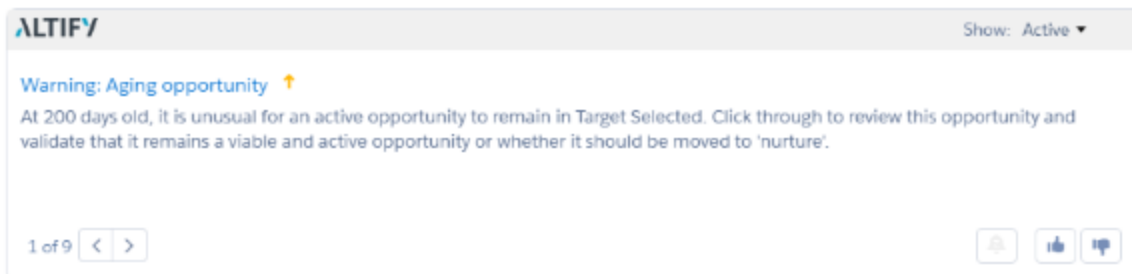 ALTIFY
Show: Active
Warning: Aging opportunity
At 200 days old, it is unusual for an active opportunity to remain in Target Selected. Click through to review this opportunity and
validate that it remains a viable and active opportunity or whether it should be moved to 'nurture'.
1 of 9